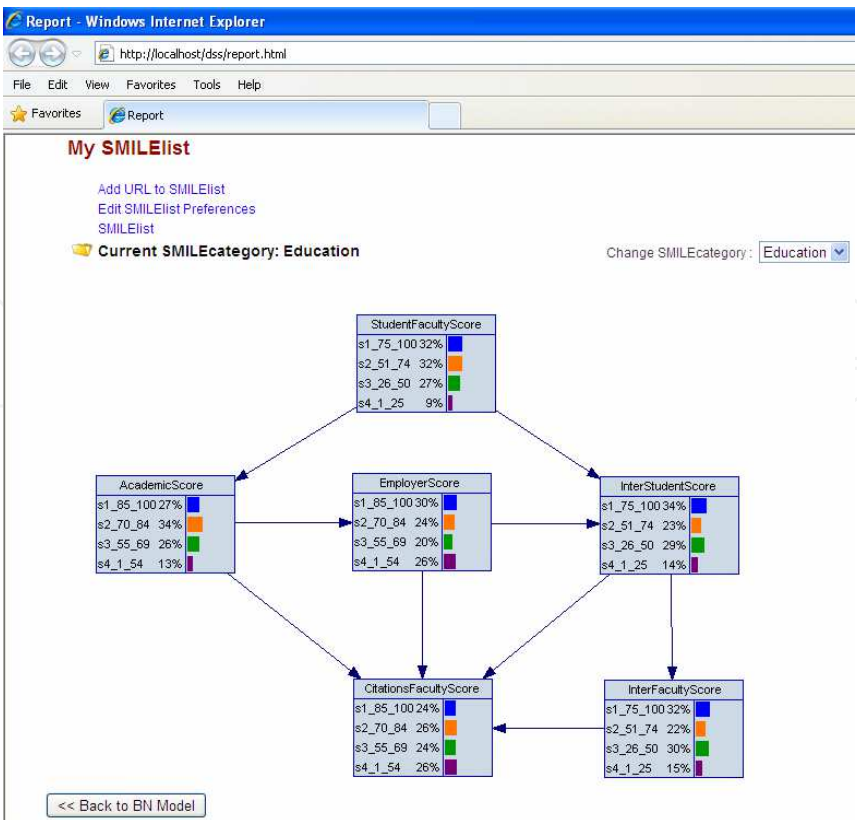 Report - Windows Internet Explorer
http://localhost/dss/report.html
File Edit View Favorites Tools Help
Favorites Report
My SMILElist
Add URL to SMILElist
Edit SMILElist Preferences
SMILElist
Current SMILEcategory: Education
Change SMILEcategory : Education
StudentFacultyScore
s1_75_100 32%
s2_51_74 32%
s3_26_50 27%
s4_1_25 9%
AcademicScore
s1_85_100 27%
s2_70_84 34%
s3_55_69 26%
s4_1_54 13%
EmployerScore
s1_85_100 30%
s2_70_84 24%
s3_55_69 20%
s4_1_54 26%
InterStudentScore
s1_75_100 34%
s2_51_74 23%
s3_26_50 29%
s4_1_25 14%
CitationsFacultyScore
s1_85_100 24%
s2_70_84 26%
s3_55_69 24%
s4_1_54 26%
InterFacultyScore
s1_75_100 32%
s2_51_74 22%
s3_26_50 30%
s4_1_25 15%
<< Back to BN Model